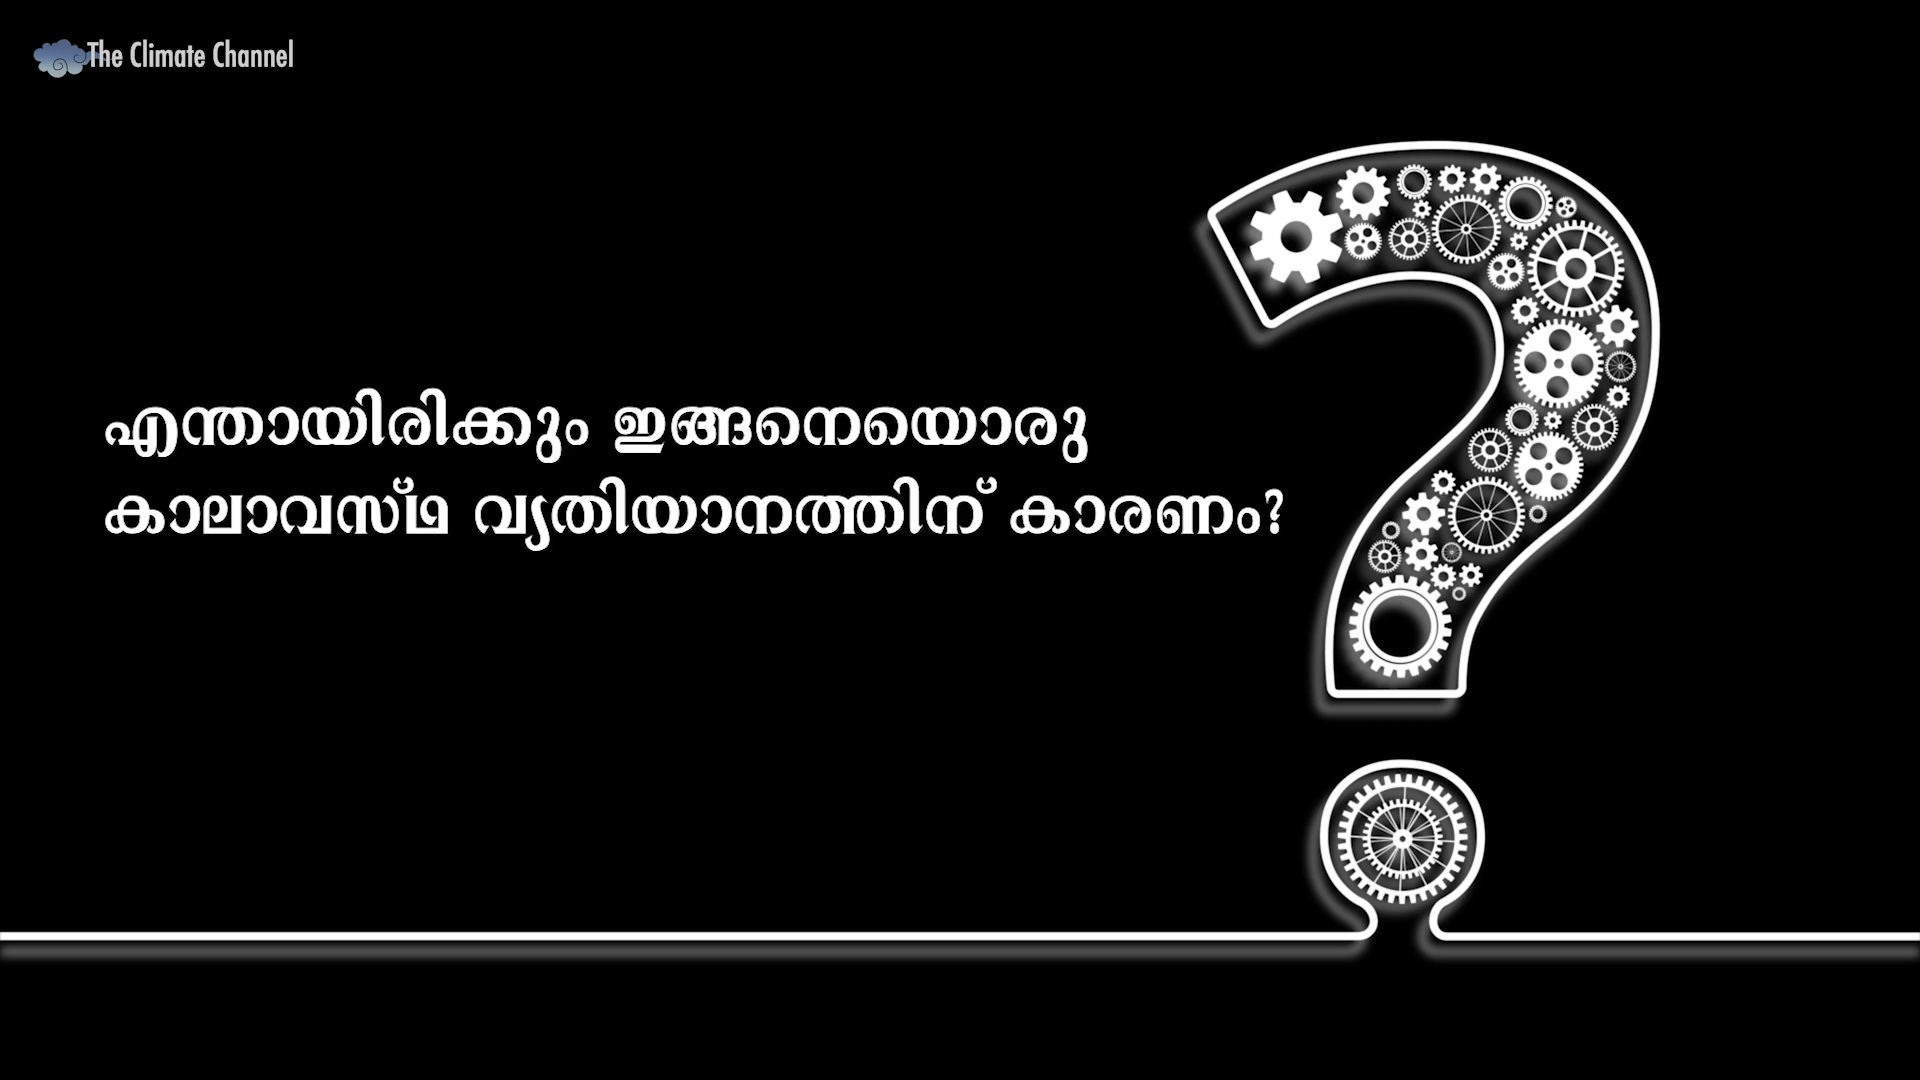 The Climate Channel
എന്തായിരിക്കും ഇങ്ങനെയൊരു
കാലാവസ്ഥ വ്യതിയാനത്തിന് കാരണം?